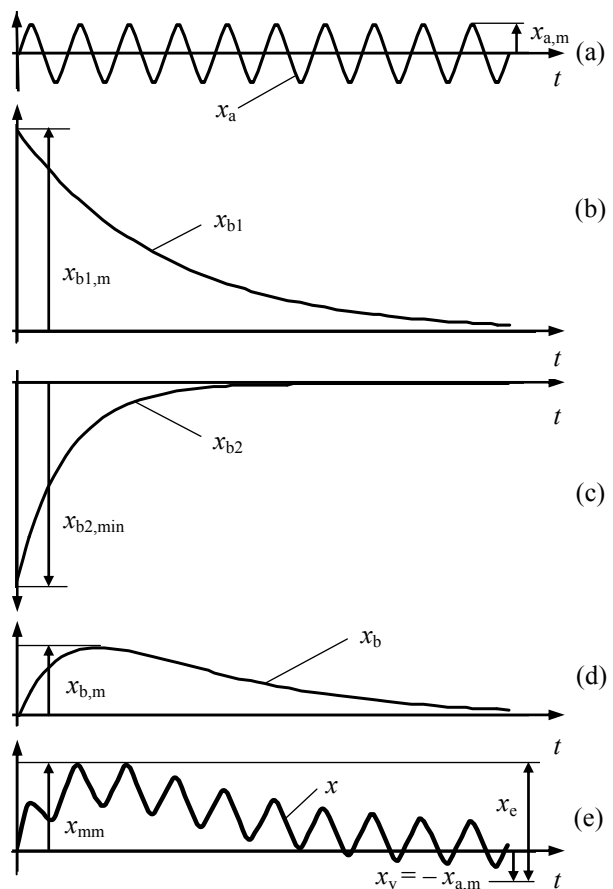 x_a,m
(a)
t
x_a
(b)
x_b1
x_b1,m
t
t
x_b2
(c)
x_b2,min
x_b
(d)
x_b,m
t
x
x_e
(e)
x_mm
x_v = − x_a,m
t